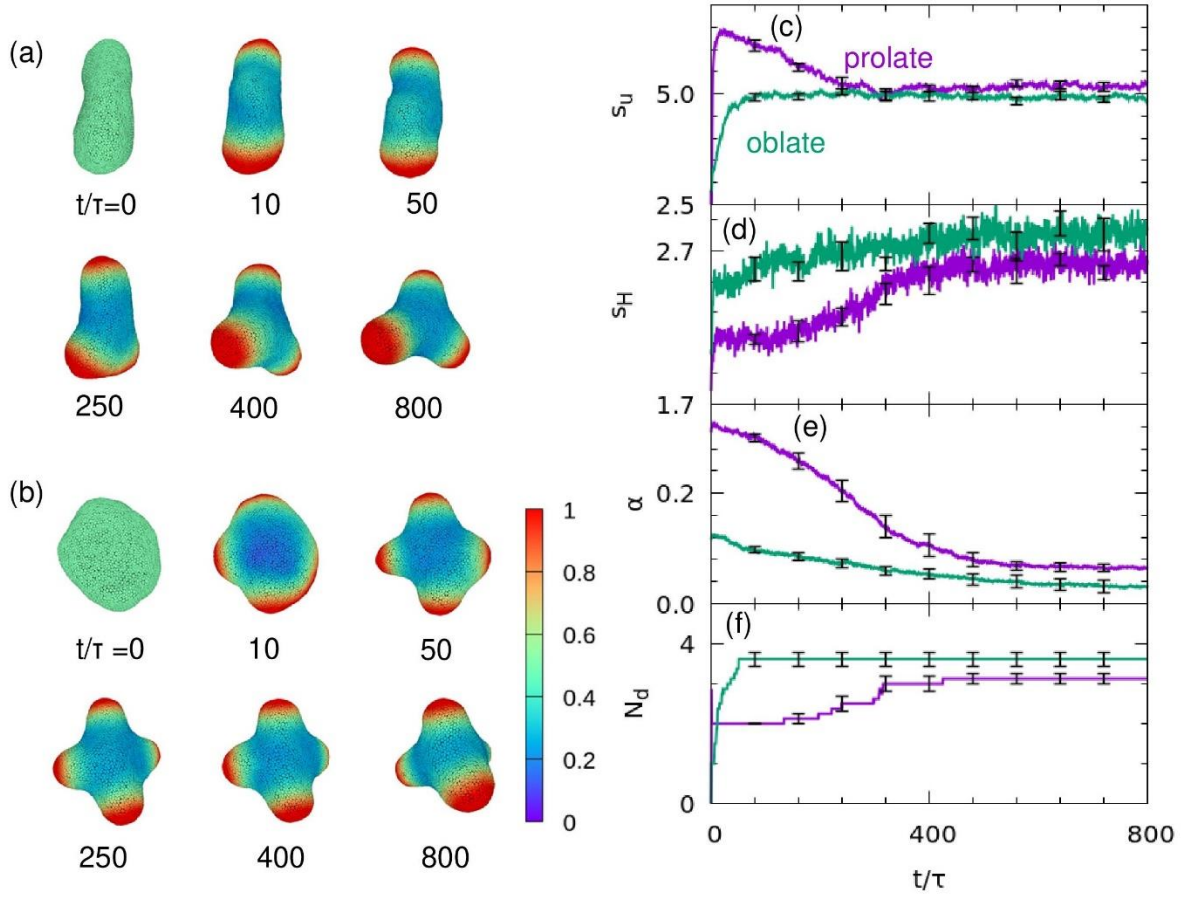 (a)
t/τ=0 10 50
250 400 800
(b)
t/τ =0 10 50
250 400 800
1
0.8
0.6
0.4
0.2
0
(c)
prolate
oblate
s_u
5.0
2.5
(d)
s_H
2.7
1.7
(e)
α
0.2
0.0
(f)
N_d
4
0
0 400 800
t/τ